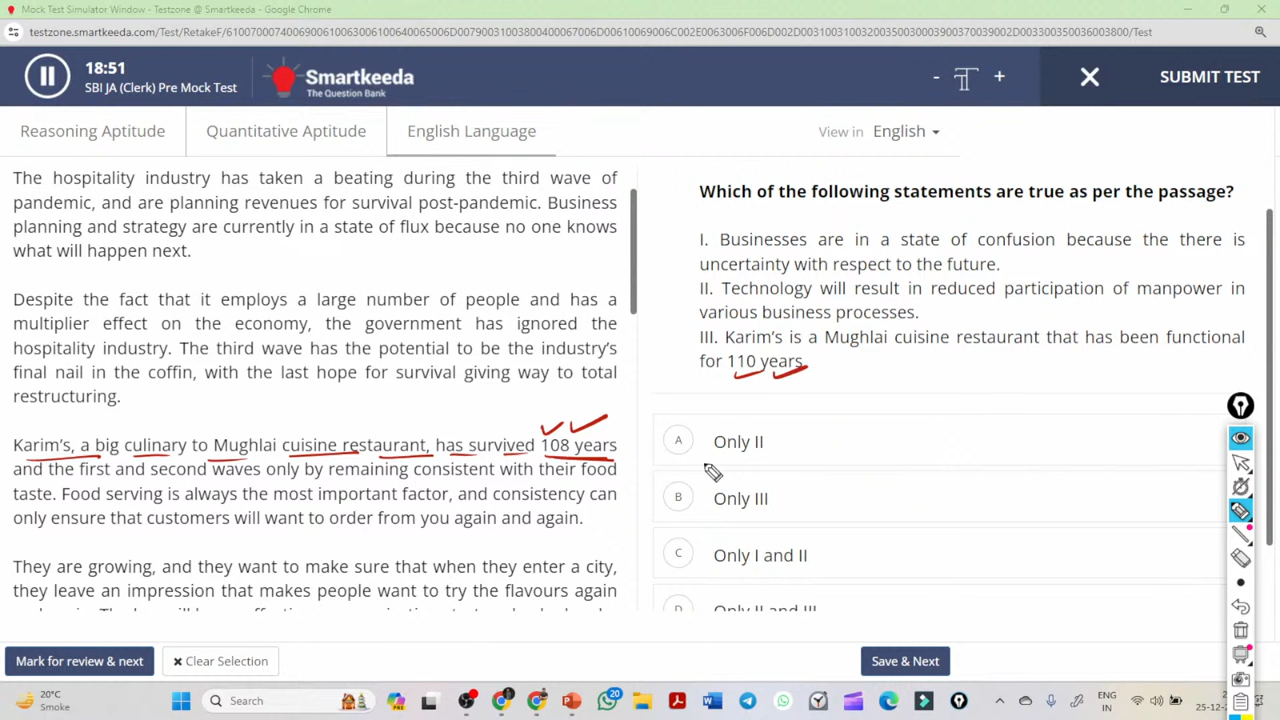 Mock Test Simulator Window - Testzone @ Smartkeeda - Google Chrome
18:51
SBI JA (Clerk) Pre Mock Test
Smartkeeda
The Question Bank
- T +
SUBMIT TEST
Reasoning Aptitude
Quantitative Aptitude
English Language
View in English
The hospitality industry has taken a beating during the third wave of
pandemic, and are planning revenues for survival post-pandemic. Business
planning and strategy are currently in a state of flux because no one knows
what will happen next.
Despite the fact that it employs a large number of people and has a
multiplier effect on the economy, the government has ignored the
hospitality industry. The third wave has the potential to be the industry's
final nail in the coffin, with the last hope for survival giving way to total
restructuring.
Karim's, a big culinary to Mughlai cuisine restaurant, has survived 108 years
and the first and second waves only by remaining consistent with their food
taste. Food serving is always the most important factor, and consistency can
only ensure that customers will want to order from you again and again.
They are growing, and they want to make sure that when they enter a city,
they leave an impression that makes people want to try the flavours again
Which of the following statements are true as per the passage?
I. Businesses are in a state of confusion because the there is
uncertainty with respect to the future.
II. Technology will result in reduced participation of manpower in
various business processes.
III. Karim's is a Mughlai cuisine restaurant that has been functional
for 110 years
A Only II
B Only III
C Only I and II
D Only II and III
Mark for review & next
Clear Selection
Save & Next
20°C
Smoke
Search
20
ENG
IN